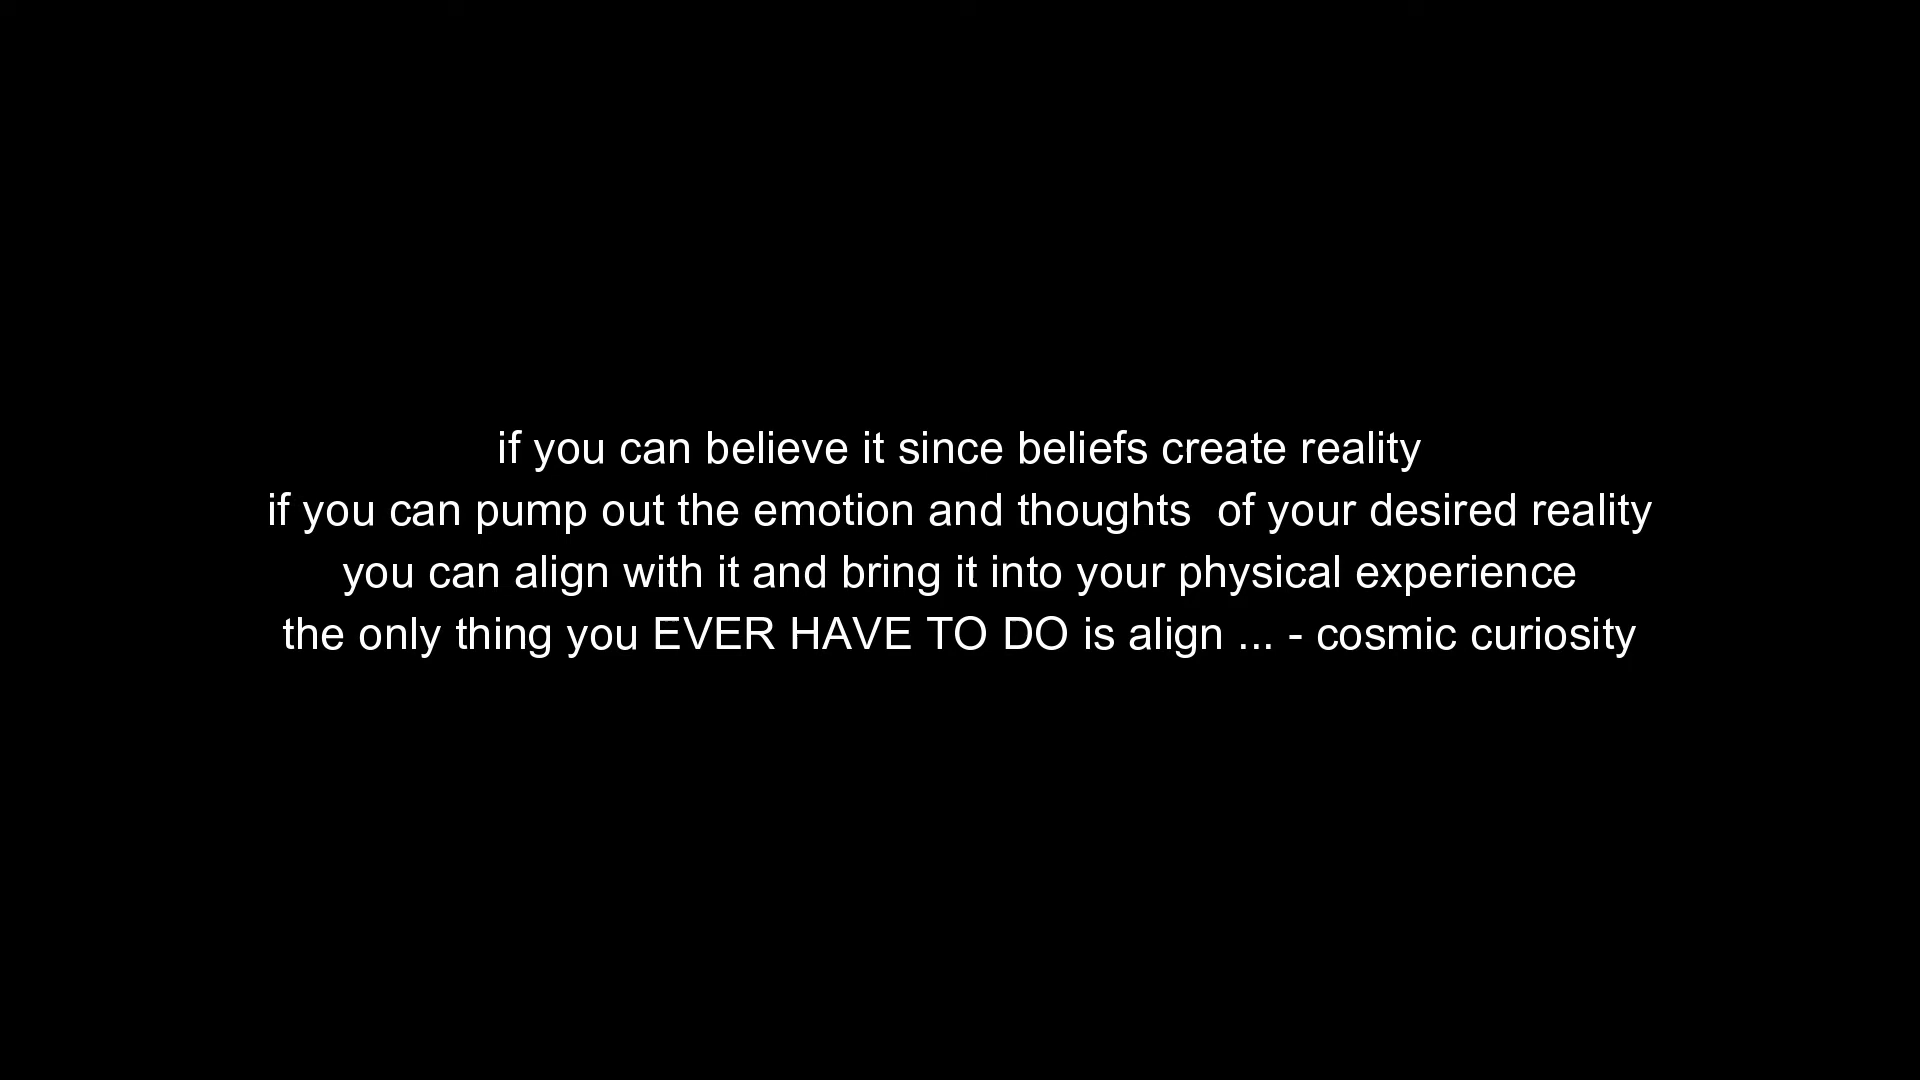 if you can believe it since beliefs create reality
if you can pump out the emotion and thoughts  of your desired reality
you can align with it and bring it into your physical experience
the only thing you EVER HAVE TO DO is align ... - cosmic curiosity